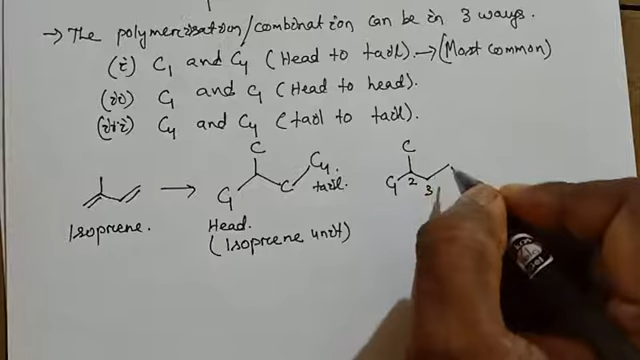 → The polymerisation/combination can be in 3 ways.
(i) C1 and C4 (Head to tail). → (Most common)
(ii) C1 and C1 (Head to head).
(iii) C4 and C4 (tail to tail).
C C4. C
C1 C tail. C1 2 3
Isoprene. Head.
(Isoprene unit)